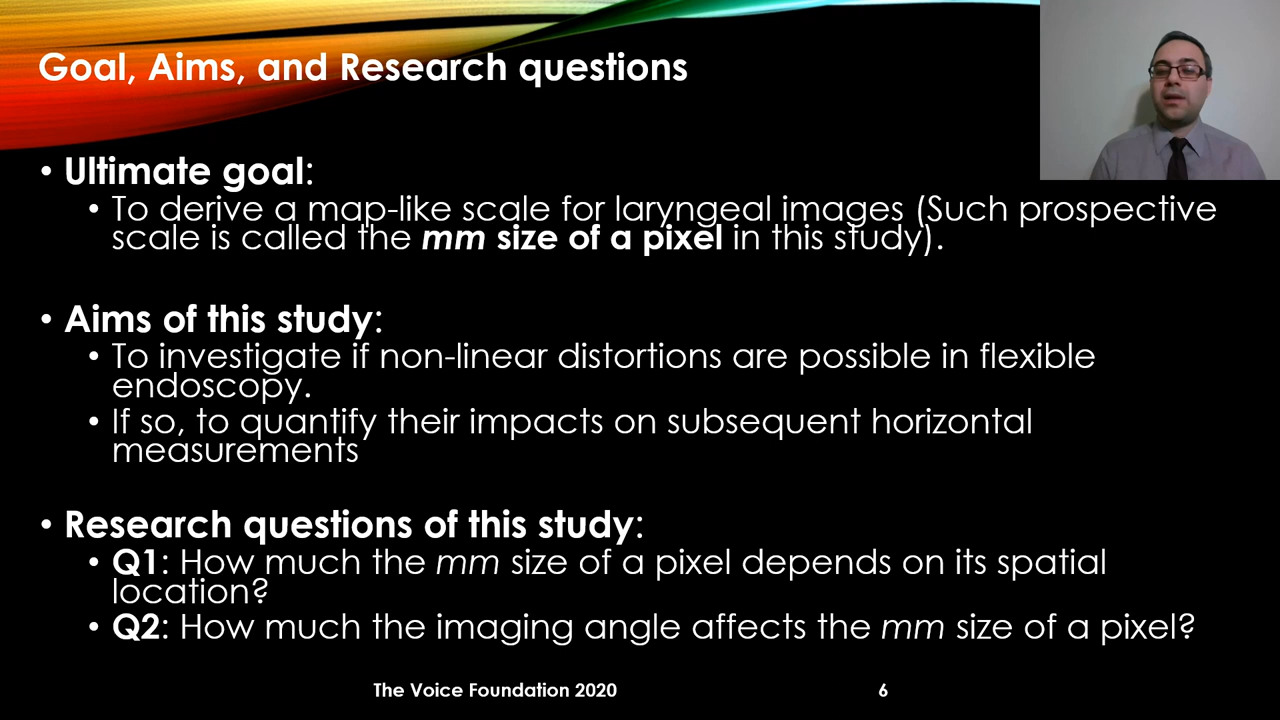 Goal, Aims, and Research questions
• Ultimate goal:
• To derive a map-like scale for laryngeal images (Such prospective
scale is called the mm size of a pixel in this study).
• Aims of this study:
• To investigate if non-linear distortions are possible in flexible
endoscopy.
• If so, to quantify their impacts on subsequent horizontal
measurements
• Research questions of this study:
• Q1: How much the mm size of a pixel depends on its spatial
location?
• Q2: How much the imaging angle affects the mm size of a pixel?
The Voice Foundation 2020
6